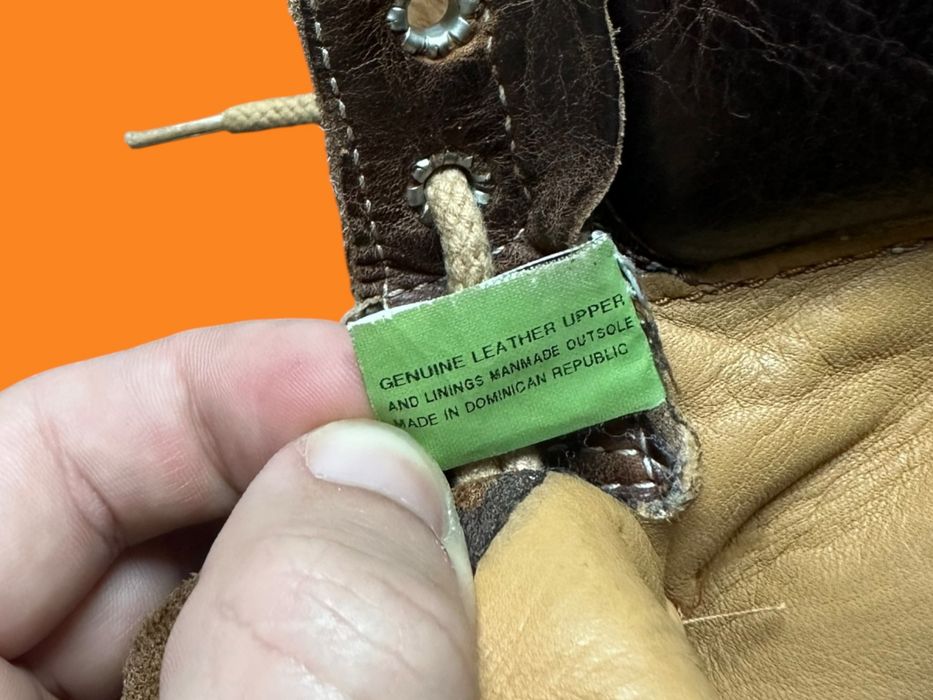 GENUINE LEATHER UPPER
AND LININGS MANMADE OUTSOLE
MADE IN DOMINICAN REPUBLIC